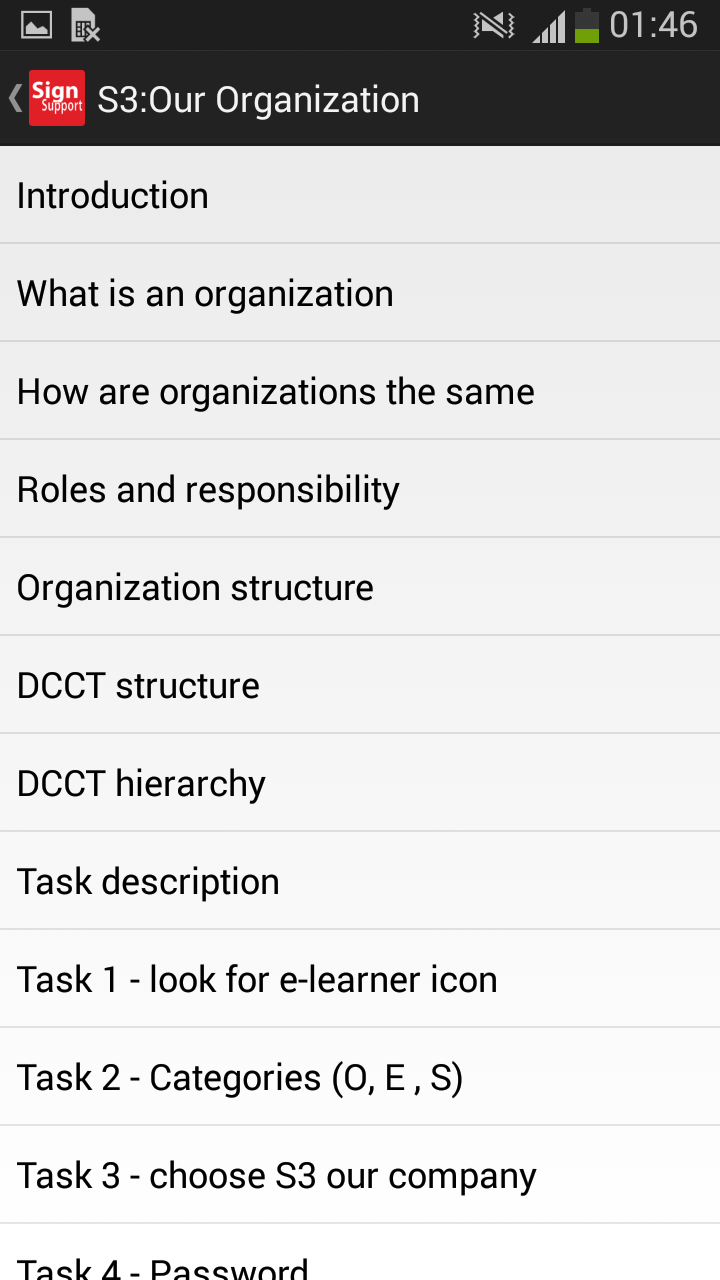 01:46
Sign
Support
S3:Our Organization
Introduction
What is an organization
How are organizations the same
Roles and responsibility
Organization structure
DCCT structure
DCCT hierarchy
Task description
Task 1 - look for e-learner icon
Task 2 - Categories (O, E , S)
Task 3 - choose S3 our company
Task 4 - Password